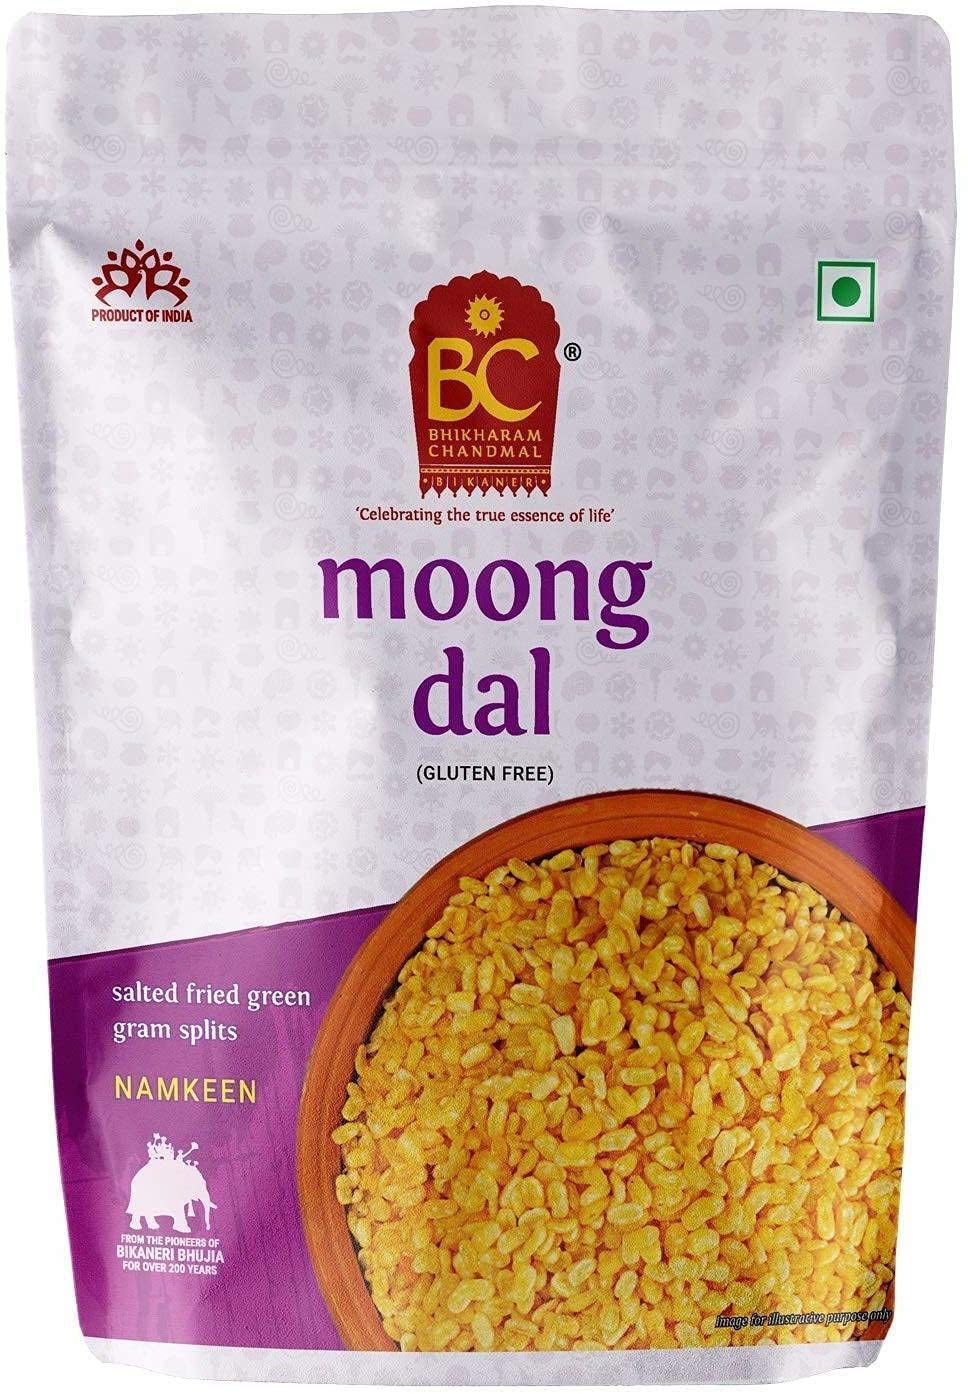 PRODUCT OF INDIA
BC®
BHIKHARAM
CHANDMAL
BIKANER
'Celebrating the true essence of life'
moong
dal
(GLUTEN FREE)
salted fried green
gram splits
NAMKEEN
FROM THE PIONEERS OF
BIKANERI BHUJIA
FOR OVER 200 YEARS
Image for illustrative purpose only